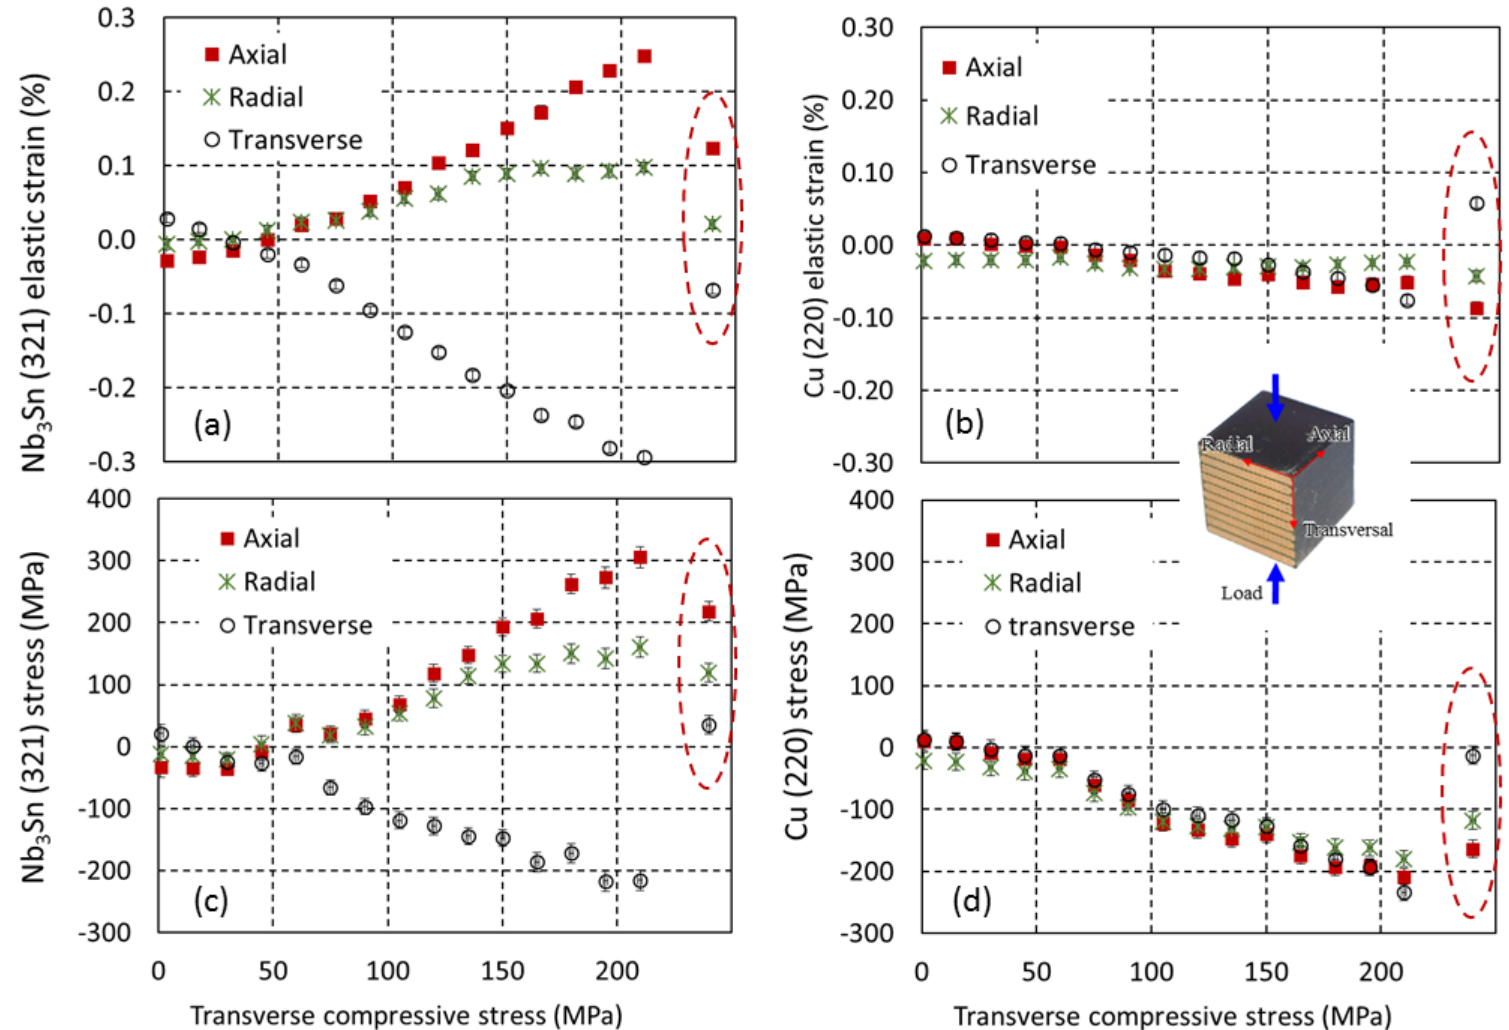 Nb3Sn (321) elastic strain (%)
0.3
0.2
0.1
0.0
-0.1
-0.2
-0.3
Axial
Radial
Transverse
(a)
Cu (220) elastic strain (%)
0.30
0.20
0.10
0.00
-0.10
-0.20
-0.30
Axial
Radial
Transverse
(b)
Radial
Axial
Transversal
Load
Nb3Sn (321) stress (MPa)
400
300
200
100
0
-100
-200
-300
Axial
Radial
Transverse
(c)
0 50 100 150 200
Transverse compressive stress (MPa)
Cu (220) stress (MPa)
400
300
200
100
0
-100
-200
-300
Axial
Radial
transverse
(d)
0 50 100 150 200
Transverse compressive stress (MPa)